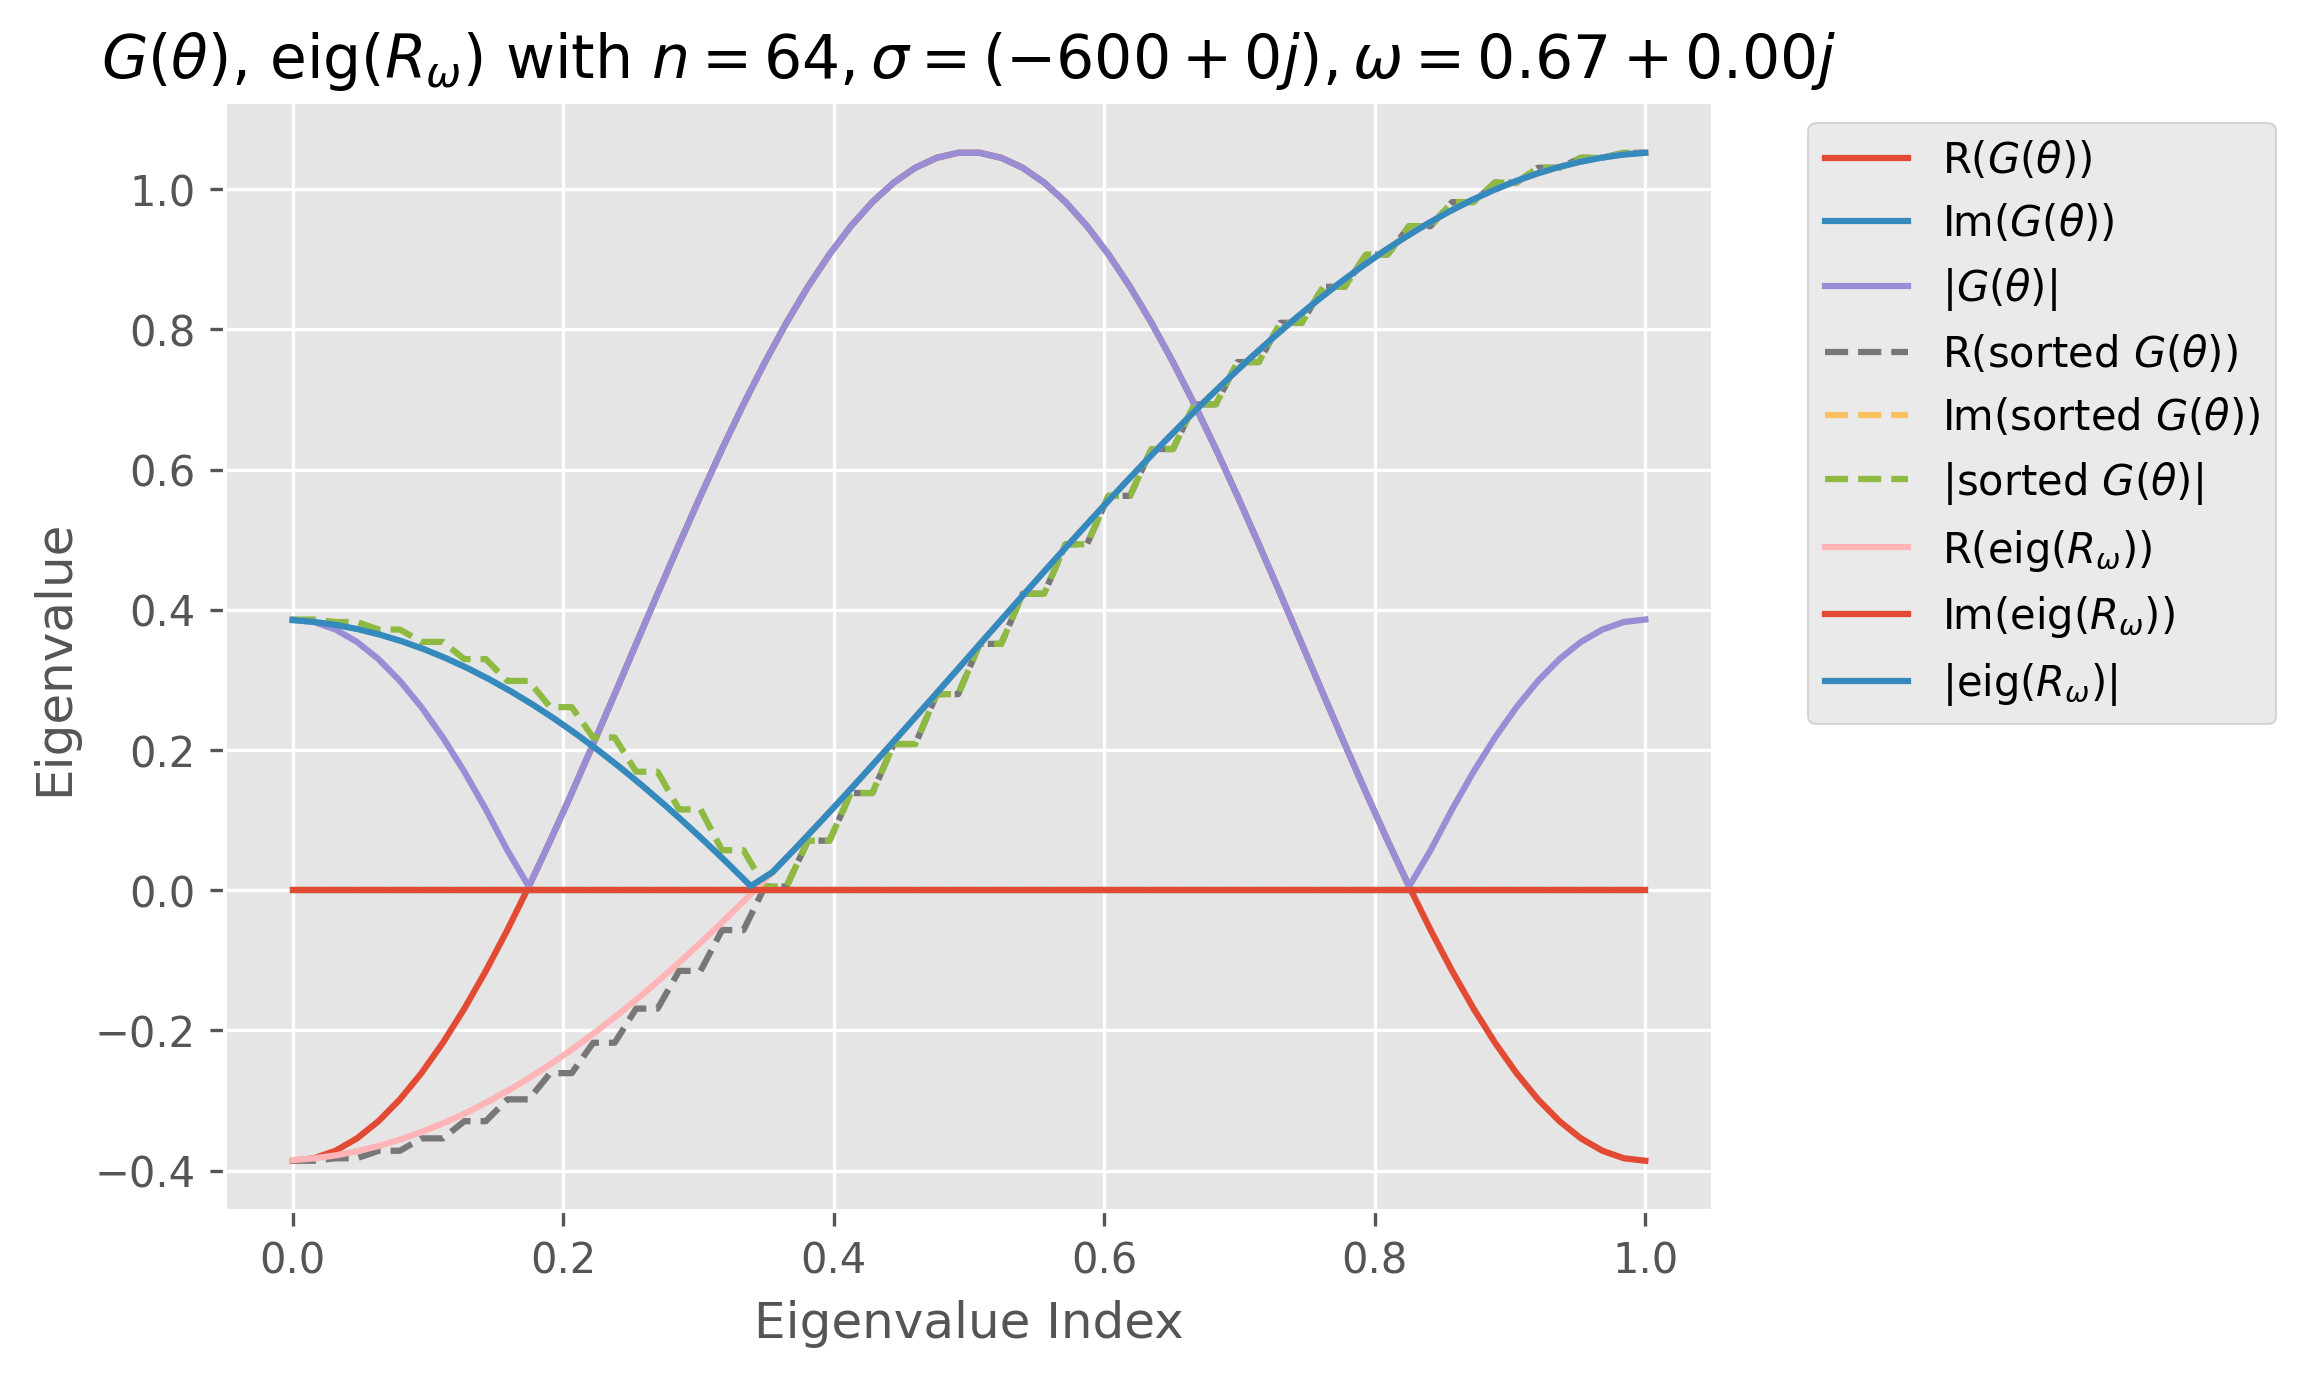 G(θ), eig(R_ω) with n = 64, σ = (−600 + 0j), ω = 0.67 + 0.00j
Eigenvalue
1.0
0.8
0.6
0.4
0.2
0.0
−0.2
−0.4
0.0 0.2 0.4 0.6 0.8 1.0
Eigenvalue Index
R(G(θ))
Im(G(θ))
|G(θ)|
R(sorted G(θ))
Im(sorted G(θ))
|sorted G(θ)|
R(eig(R_ω))
Im(eig(R_ω))
|eig(R_ω)|